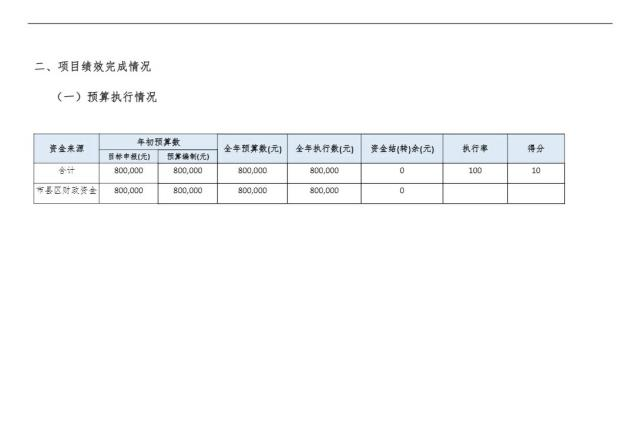 二、项目绩效完成情况
（一）预算执行情况
资金来源 年初预算数 全年预算数(元) 全年执行数(元) 资金结(转)余(元) 执行率 得分
目标申报(元) 预算编制(元)
合计 800,000 800,000 800,000 800,000 0 100 10
市县区财政资金 800,000 800,000 800,000 800,000 0